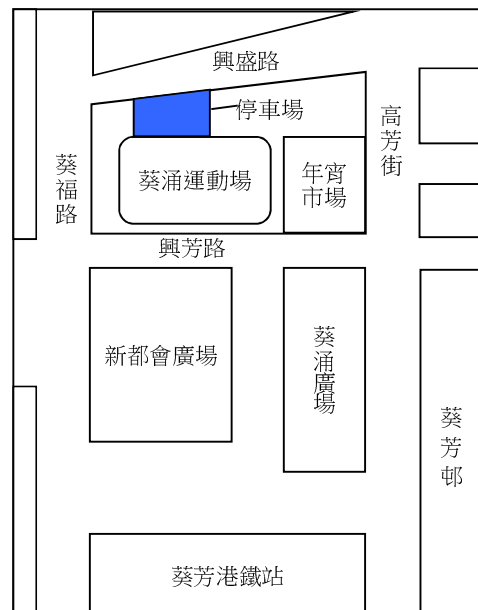 興盛路
停車場
高芳街
葵福路
葵涌運動場
年宵
市場
興芳路
新都會廣場
葵涌廣場
葵芳邨
葵芳港鐵站